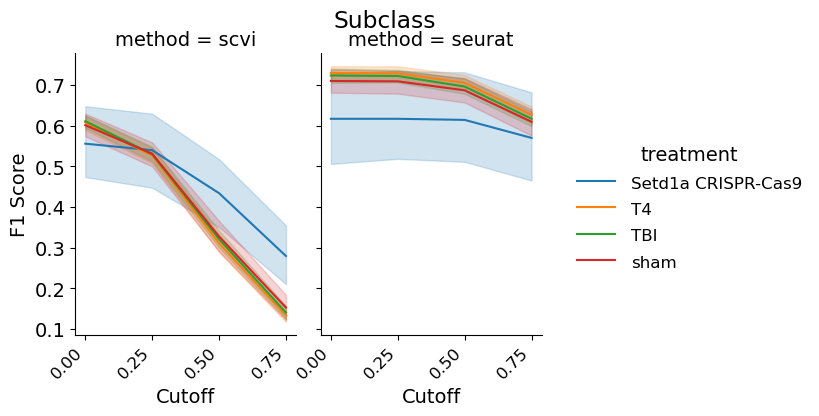 Subclass
method = scvi
method = seurat
F1 Score
0.7
0.6
0.5
0.4
0.3
0.2
0.1
0.00
0.25
0.50
0.75
Cutoff
0.00
0.25
0.50
0.75
Cutoff
treatment
Setd1a CRISPR-Cas9
T4
TBI
sham